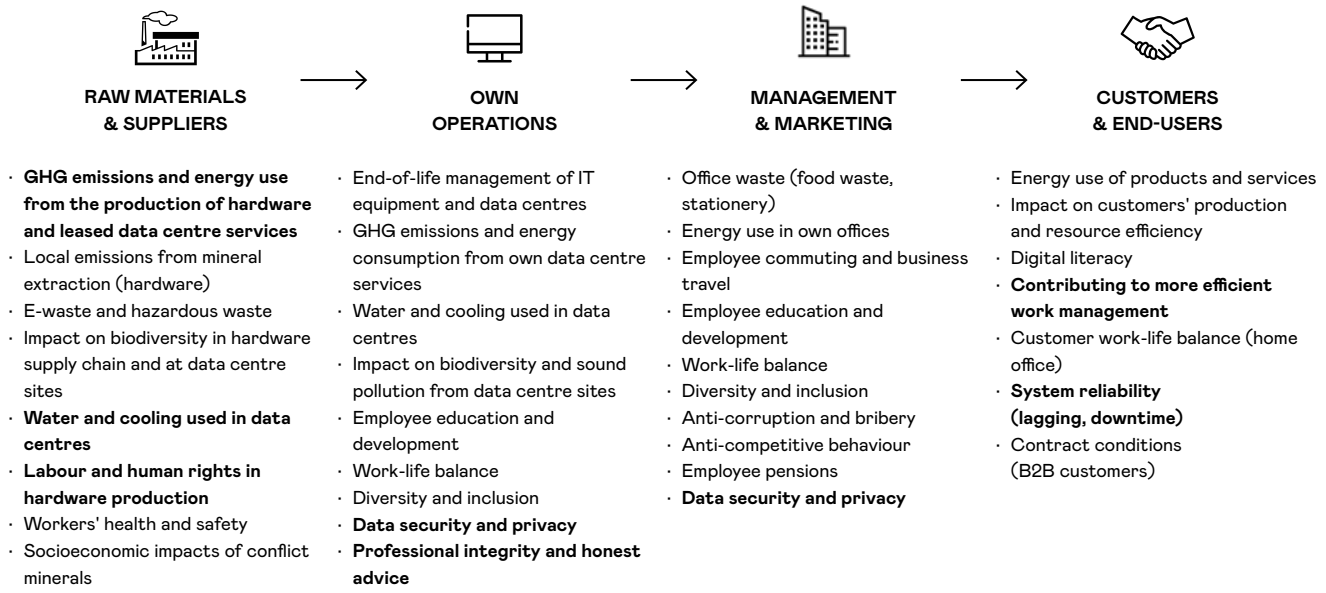 RAW MATERIALS
& SUPPLIERS
· GHG emissions and energy use
from the production of hardware
and leased data centre services
· Local emissions from mineral
extraction (hardware)
· E-waste and hazardous waste
· Impact on biodiversity in hardware
supply chain and at data centre
sites
· Water and cooling used in data
centres
· Labour and human rights in
hardware production
· Workers' health and safety
· Socioeconomic impacts of conflict
minerals
OWN
OPERATIONS
· End-of-life management of IT
equipment and data centres
· GHG emissions and energy
consumption from own data centre
services
· Water and cooling used in data
centres
· Impact on biodiversity and sound
pollution from data centre sites
· Employee education and
development
· Work-life balance
· Diversity and inclusion
· Data security and privacy
· Professional integrity and honest
advice
MANAGEMENT
& MARKETING
· Office waste (food waste,
stationery)
· Energy use in own offices
· Employee commuting and business
travel
· Employee education and
development
· Work-life balance
· Diversity and inclusion
· Anti-corruption and bribery
· Anti-competitive behaviour
· Employee pensions
· Data security and privacy
CUSTOMERS
& END-USERS
· Energy use of products and services
· Impact on customers' production
and resource efficiency
· Digital literacy
· Contributing to more efficient
work management
· Customer work-life balance (home
office)
· System reliability
(lagging, downtime)
· Contract conditions
(B2B customers)